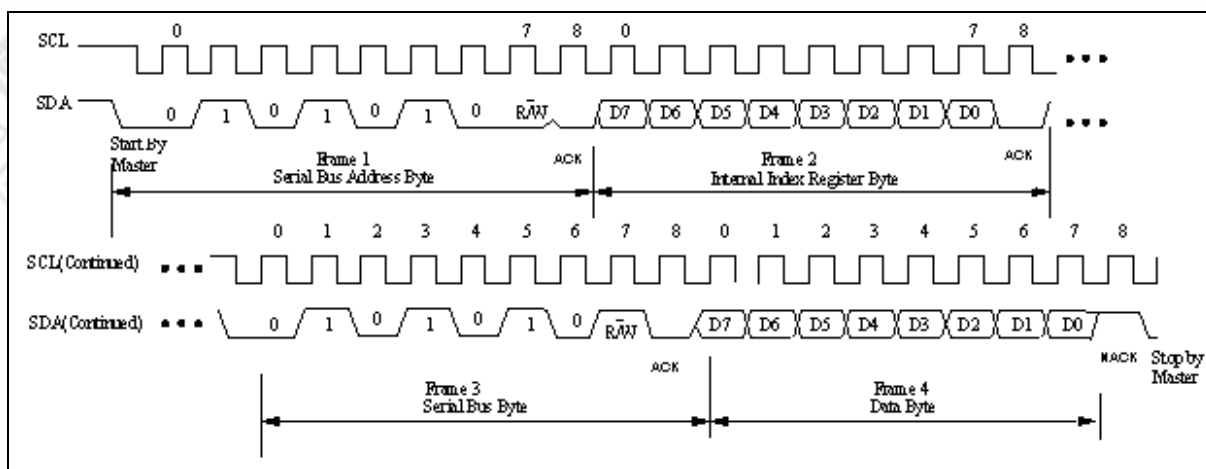 0 7 8 0 7 8
SCL
SDA 0 1 0 1 0 1 0 R/W D7 D6 D5 D4 D3 D2 D1 D0
Start By
Master
Frame 1
Serial Bus Address Byte
ACK
Frame 2
Internal Index Register Byte
ACK
0 1 2 3 4 5 6 7 8 0 1 2 3 4 5 6 7 8
SCL(Continued)
SDA(Continued) 0 1 0 1 0 1 0 R/W D7 D6 D5 D4 D3 D2 D1 D0
ACK
NACK
Stop by
Master
Frame 3
Serial Bus Byte
Frame 4
Data Byte